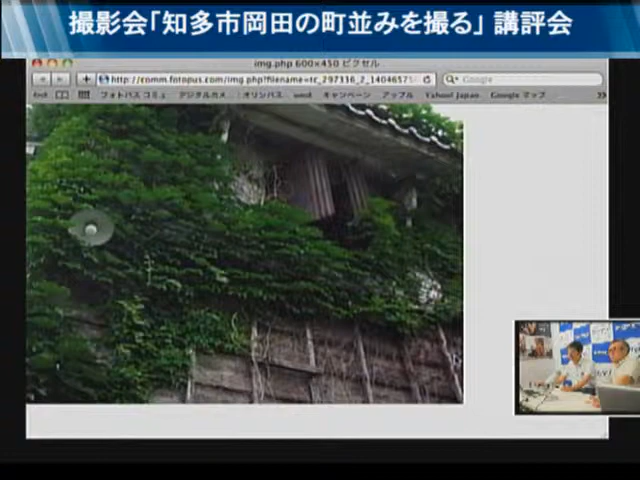 撮影会「知多市岡田の町並みを撮る」 講評会
img.php 600×450 ピクセル
http://comm.fotopus.com/img.php?filename=tc_297316_2_1404657
Google
フォトパス コミュ… デジタルカメ… オリンパス… キャンペーン アップル Yahoo! Japan Google マップ